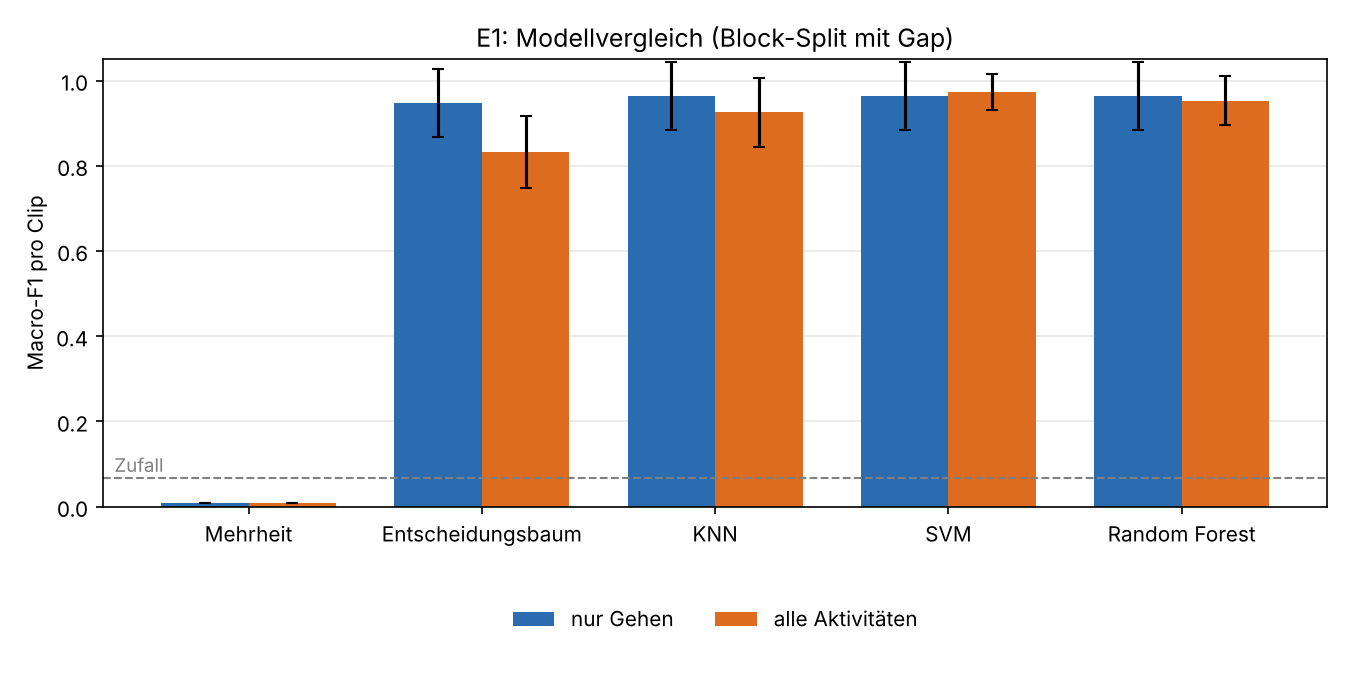 E1: Modellvergleich (Block-Split mit Gap)
Macro-F1 pro Clip
1.0
0.8
0.6
0.4
0.2
0.0
Zufall
Mehrheit
Entscheidungsbaum
KNN
SVM
Random Forest
nur Gehen
alle Aktivitäten